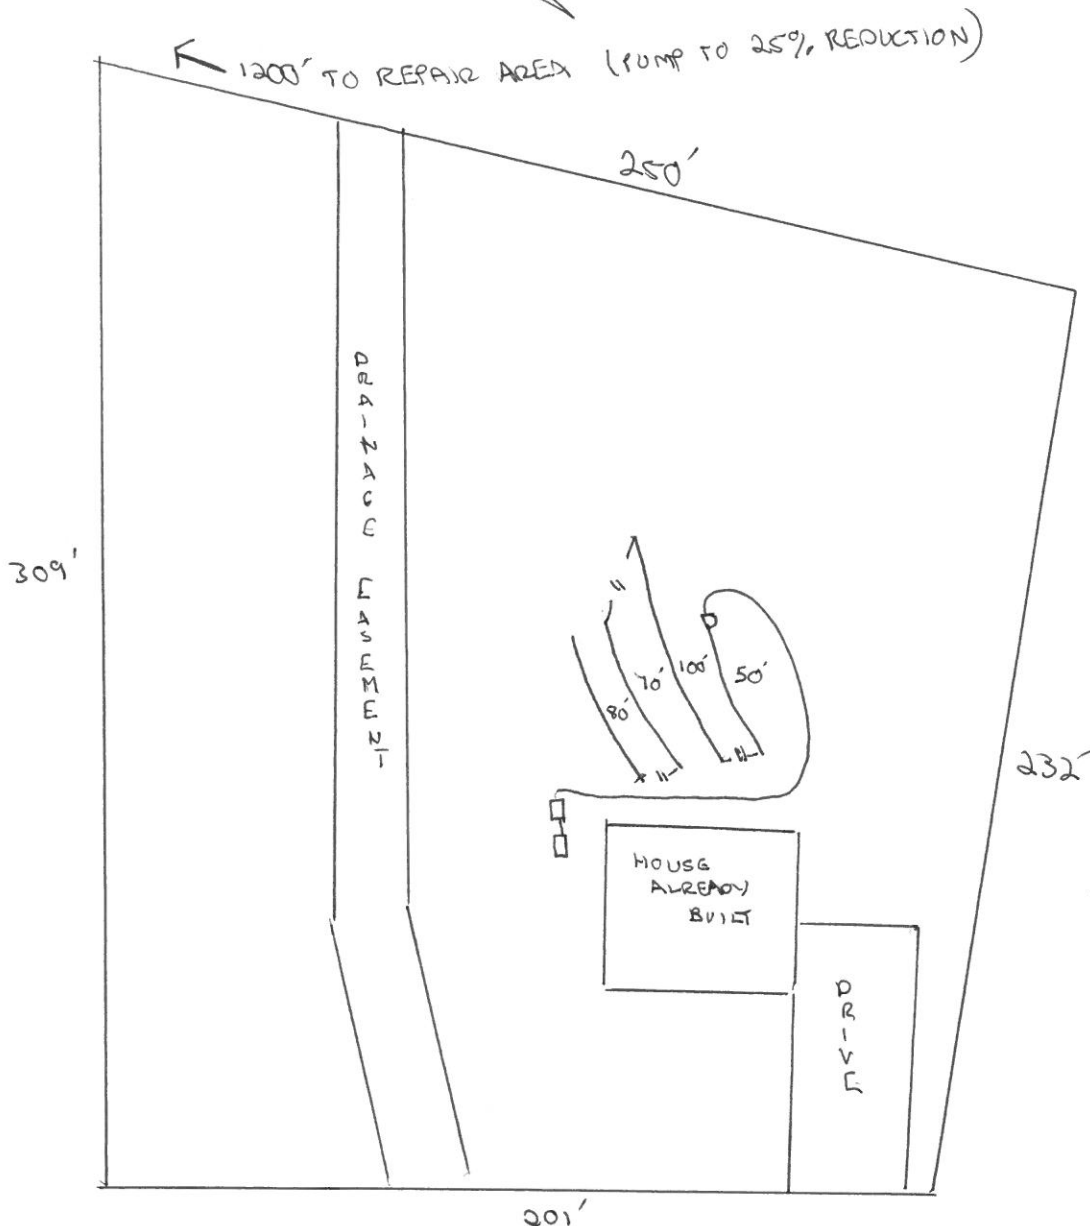 1200' TO REPAIR AREA (PUMP TO 25% REDUCTION)
250'
DRAINAGE EASEMENT
309'
80'
70'
100'
50'
232'
HOUSE
ALREADY
BUILT
DRIVE
201'